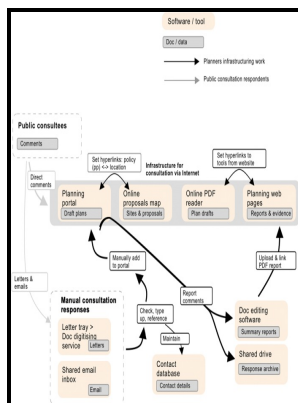 Software / tool
Doc / data
Planners infrastructuring work
Public consultation respondents
Public consultees
Comments
Direct
comments
Set hyperlinks: policy
(pp) <-> location
Infrastructure for
consultation via Internet
Set hyperlinks to
tools from website
Planning
portal
Draft plans
Online
proposals map
Sites & proposals
Online PDF
reader
Plan drafts
Planning web
pages
Reports & evidence
Letters &
emails
Manually add
to portal
Upload & link
PDF report
Manual consultation
responses
Letter tray >
Doc digitising
service
Letters
Shared email
inbox
Email
Check, type
up, reference
Maintain
Report
comments
Contact
database
Contact details
Doc editing
software
Summary reports
Shared drive
Response archive